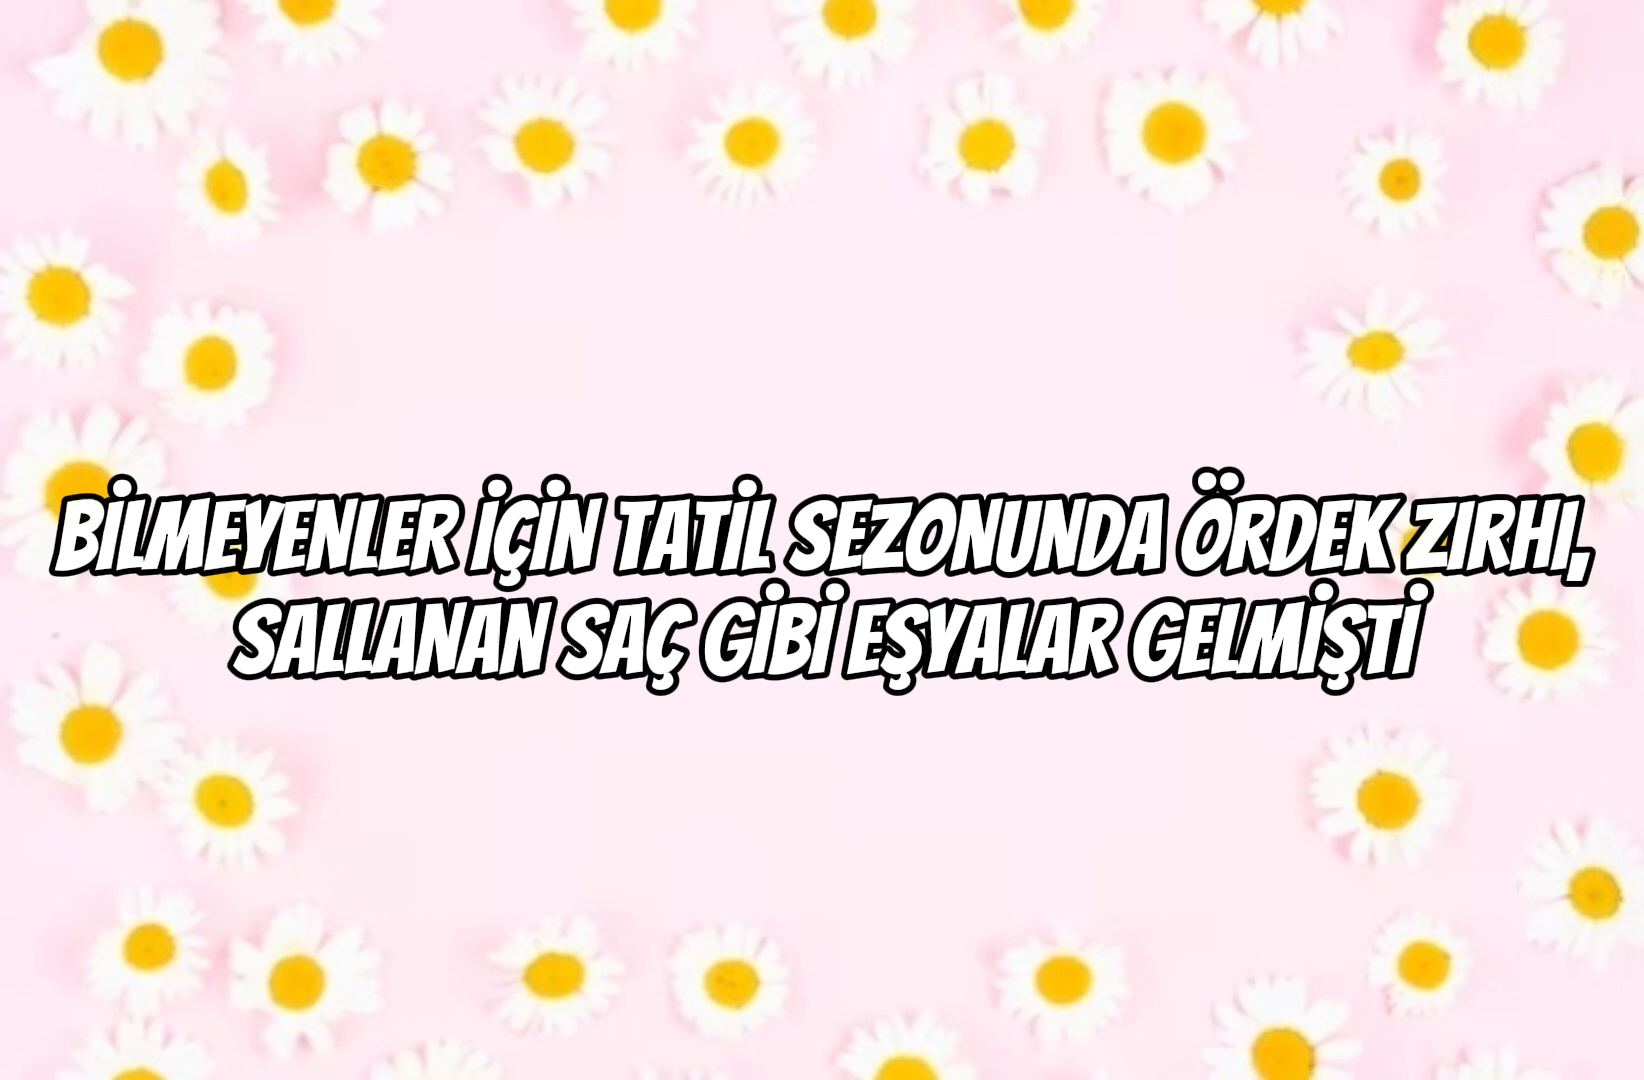 BİLMEYENLER İÇİN TATİL SEZONUNDA ÖRDEK ZIRHI,
SALLANAN SAÇ GİBİ EŞYALAR GELMİŞTİ